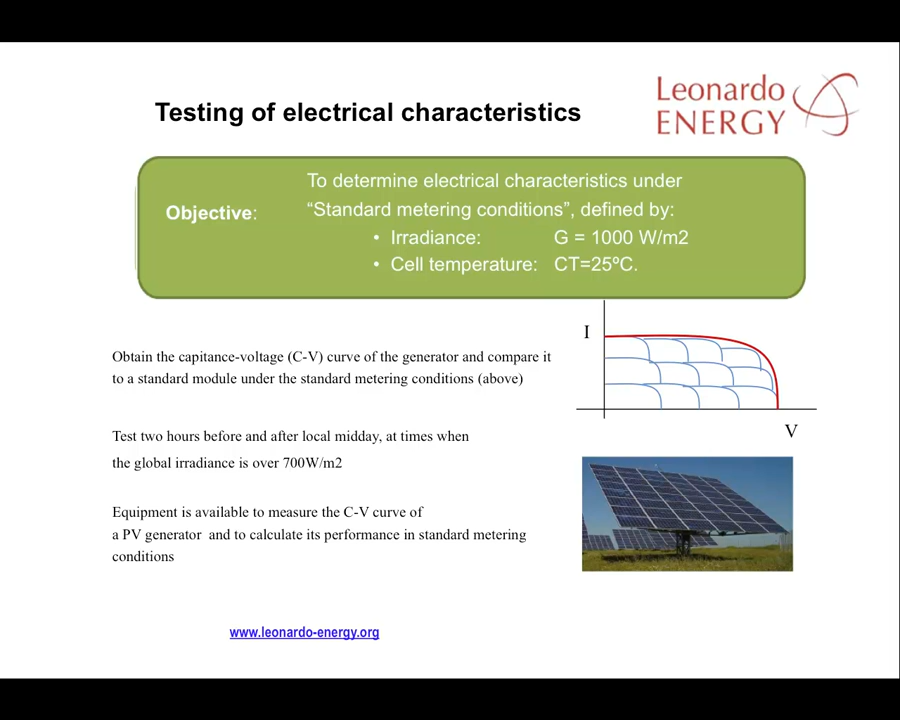 Leonardo
ENERGY
Testing of electrical characteristics
Objective:
To determine electrical characteristics under
“Standard metering conditions”, defined by:
• Irradiance: G = 1000 W/m2
• Cell temperature: CT=25ºC.
I
V
Obtain the capitance-voltage (C-V) curve of the generator and compare it
to a standard module under the standard metering conditions (above)
Test two hours before and after local midday, at times when
the global irradiance is over 700W/m2
Equipment is available to measure the C-V curve of
a PV generator and to calculate its performance in standard metering
conditions
www.leonardo-energy.org